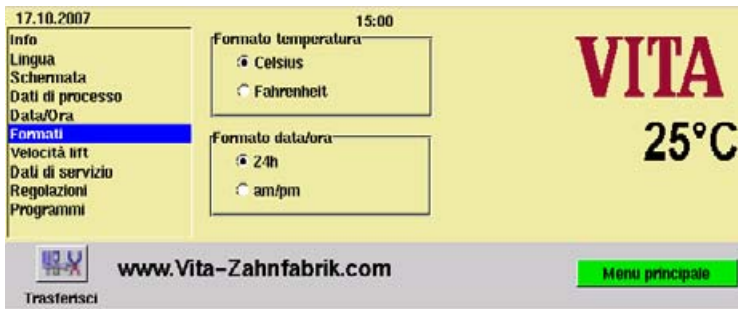 17.10.2007 15:00
Info
Lingua
Schermata
Dati di processo
Data/Ora
Formati
Velocità lift
Dati di servizio
Regolazioni
Programmi
Formato temperatura
Celsius
Fahrenheit
Formato data/ora
24h
am/pm
VITA
25°C
Trasferisci
www.Vita-Zahnfabrik.com
Menu principale